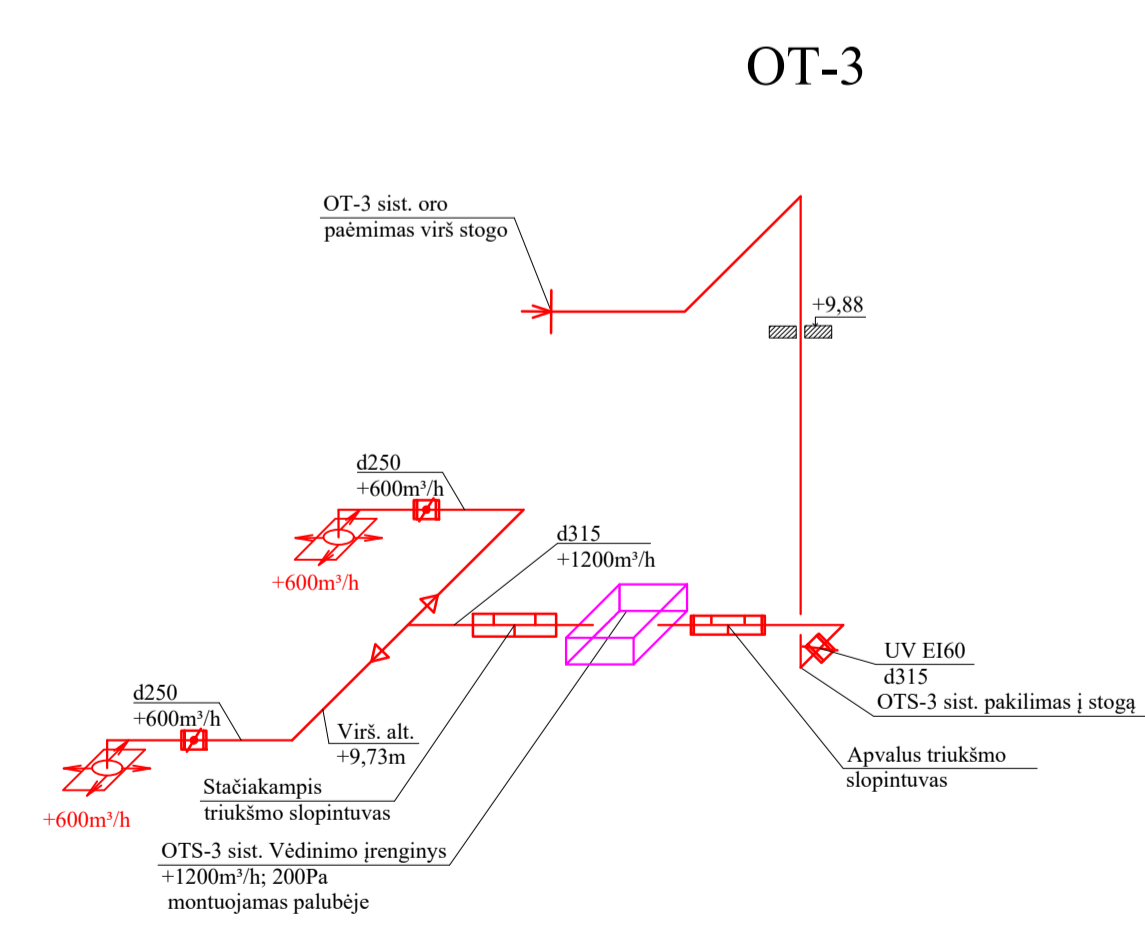 OT-3
OT-3 sist. oro
paėmimas virš stogo
+9,88
d250
+600m³/h
+600m³/h
d315
+1200m³/h
UV EI60
d315
OTS-3 sist. pakilimas į stogą
d250
+600m³/h
Virš. alt.
+9,73m
+600m³/h
Apvalus triukšmo
slopintuvas
Stačiakampis
triukšmo slopintuvas
OTS-3 sist. Vėdinimo įrenginys
+1200m³/h; 200Pa
montuojamas palubėje